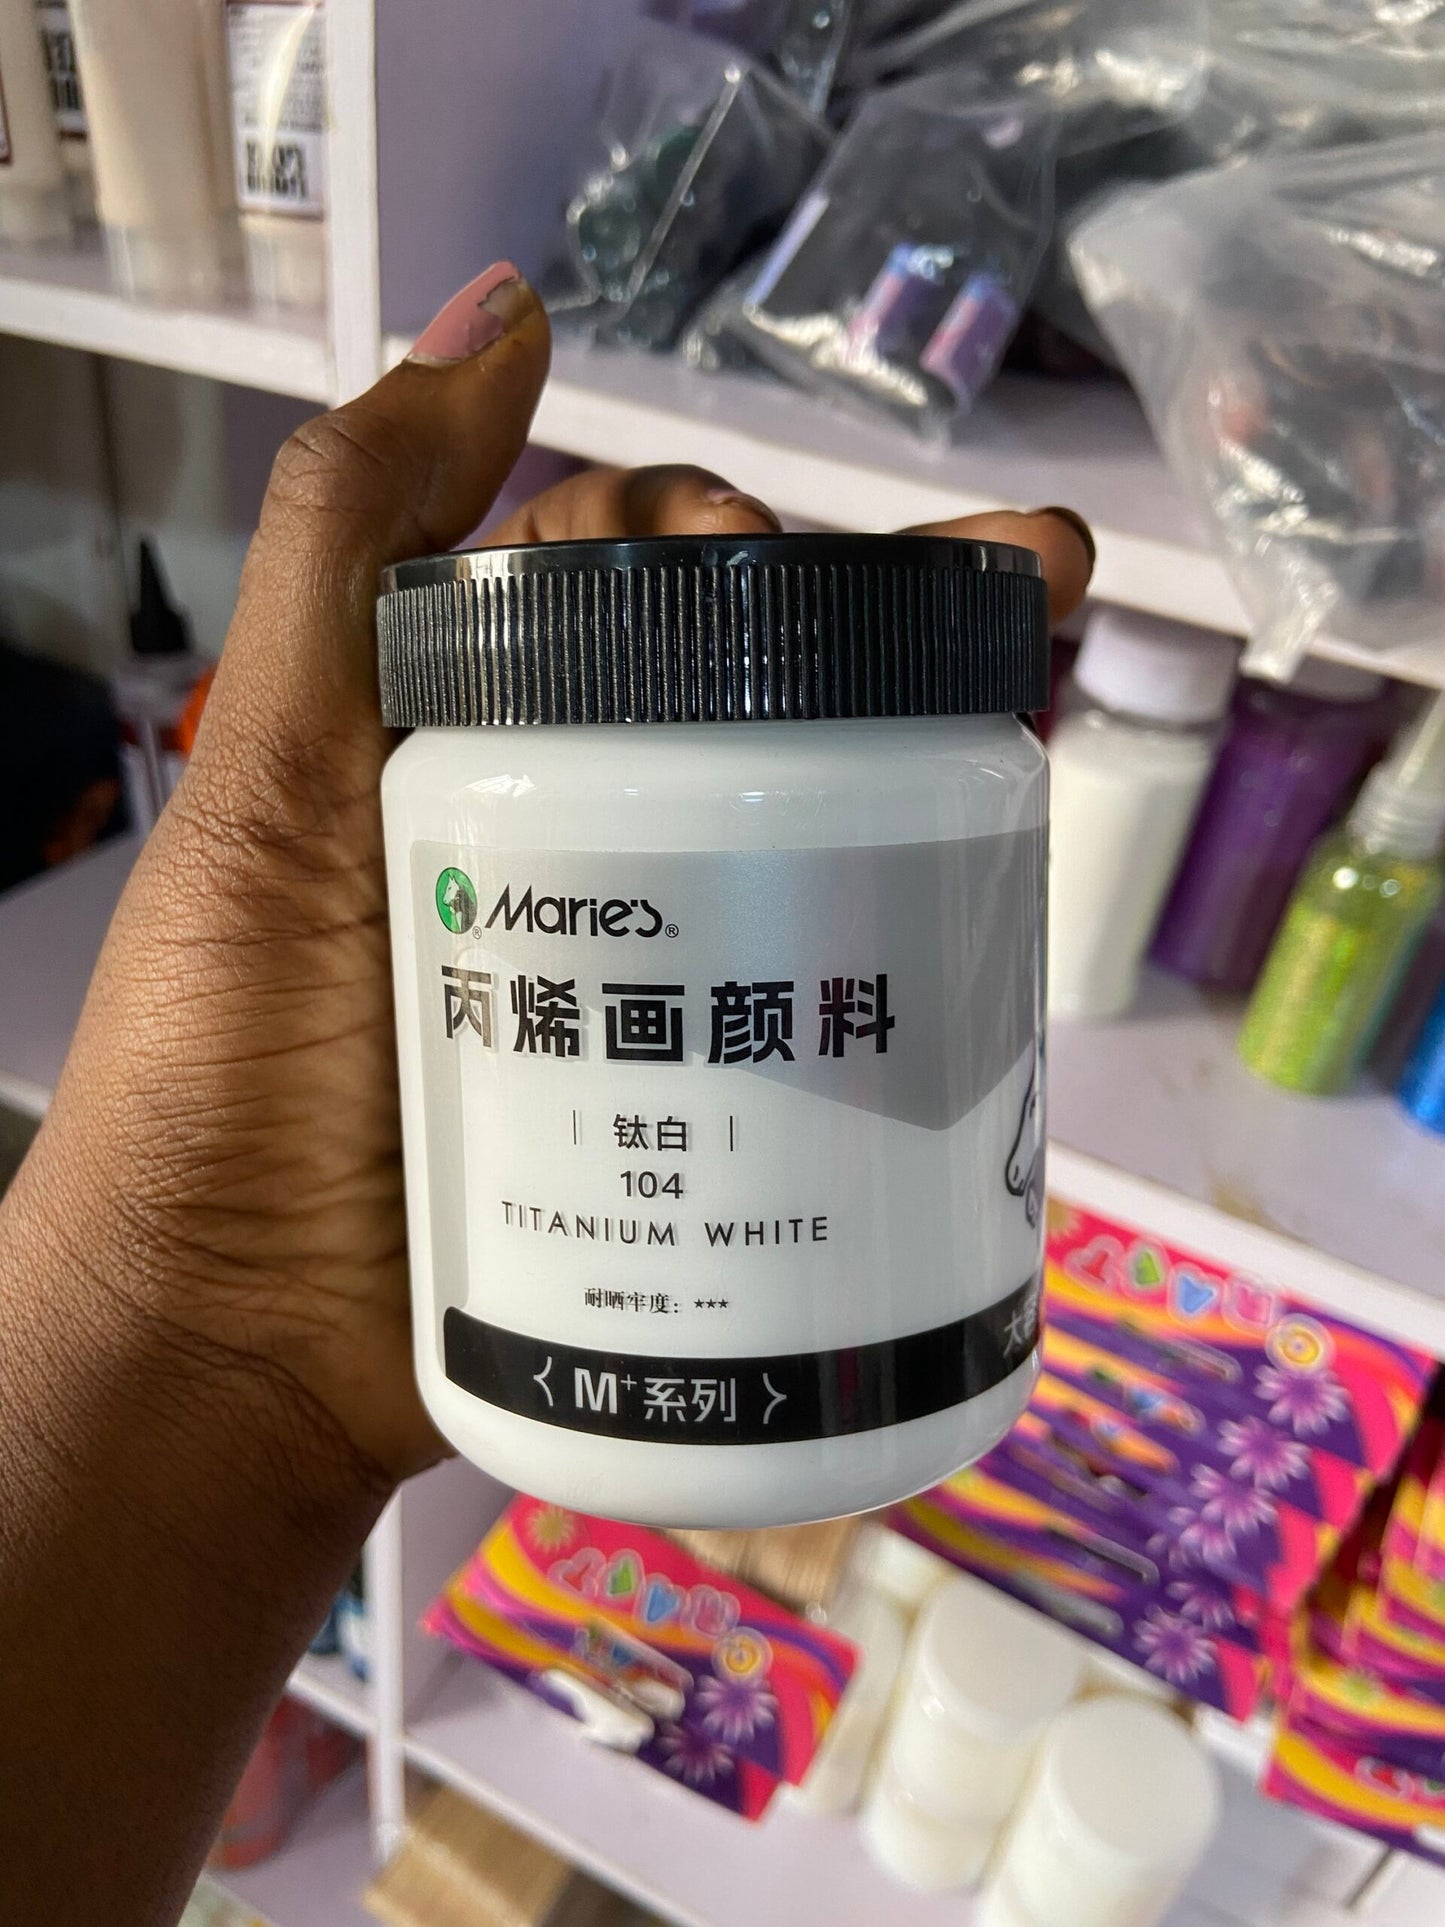 Marie's
丙烯画颜料
钛白
104
TITANIUM WHITE
耐晒牢度：***
M+系列